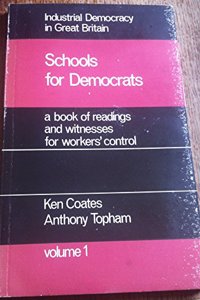 Industrial Democracy
in Great Britain
Schools
for Democrats
a book of readings
and witnesses
for workers' control
Ken Coates
Anthony Topham
volume 1